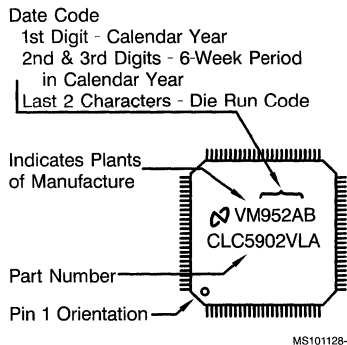 Date Code
1st Digit - Calendar Year
2nd & 3rd Digits - 6-Week Period
in Calendar Year
Last 2 Characters - Die Run Code
Indicates Plants
of Manufacture
VM952AB
CLC5902VLA
Part Number
Pin 1 Orientation
MS101128-